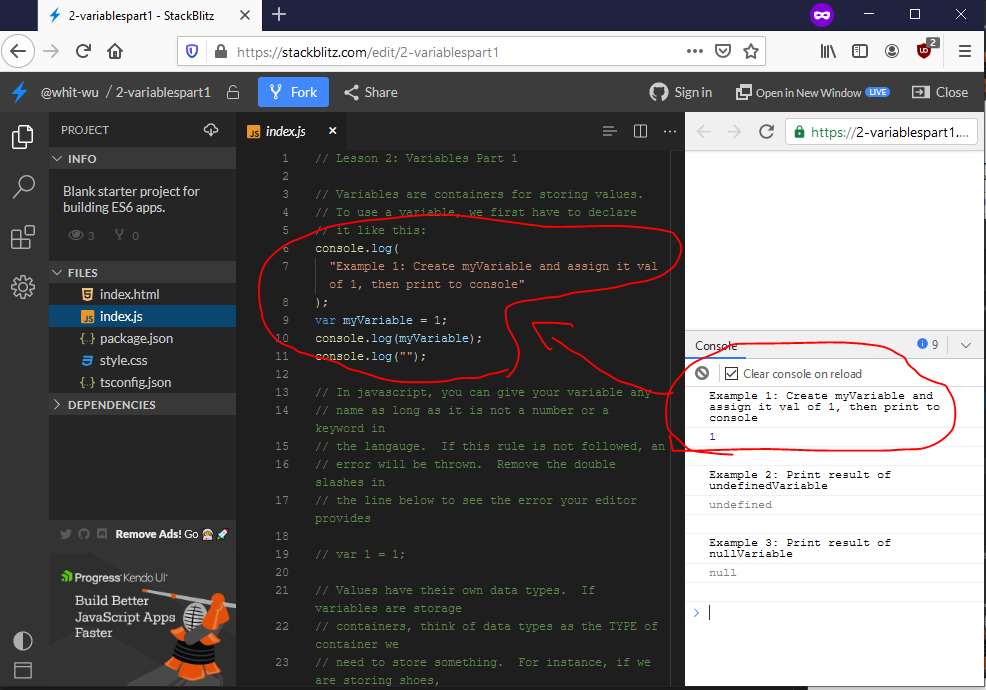 2-variablespart1 - StackBlitz
2
https://stackblitz.com/edit/2-variablespart1
@whit-wu / 2-variablespart1
Fork
Share
Sign in
Open in New Window LIVE
Close
PROJECT
INFO
Blank starter project for
building ES6 apps.
3
0
FILES
index.html
JS index.js
{..} package.json
style.css
{..} tsconfig.json
DEPENDENCIES
Remove Ads! Go
Progress Kendo UI
Build Better
JavaScript Apps
Faster
JS index.js
1 // Lesson 2: Variables Part 1
2
3 // Variables are containers for storing values.
4 // To use a variable, we first have to declare
5 // it like this:
6 console.log(
7 "Example 1: Create myVariable and assign it val
of 1, then print to console"
8 );
9 var myVariable = 1;
10 console.log(myVariable);
11 console.log("");
12
13 // In javascript, you can give your variable any
14 // name as long as it is not a number or a
keyword in
15 // the langauge.  If this rule is not followed, an
16 // error will be thrown.  Remove the double
slashes in
17 // the line below to see the error your editor
provides
18
19 // var 1 = 1;
20
21 // Values have their own data types.  If
variables are storage
22 // containers, think of data types as the TYPE of
container we
23 // need to store something.  For instance, if we
are storing shoes,
https://2-variablespart1....
Console
9
Clear console on reload
Example 1: Create myVariable and
assign it val of 1, then print to
console
1
Example 2: Print result of
undefinedVariable
undefined
Example 3: Print result of
nullVariable
null